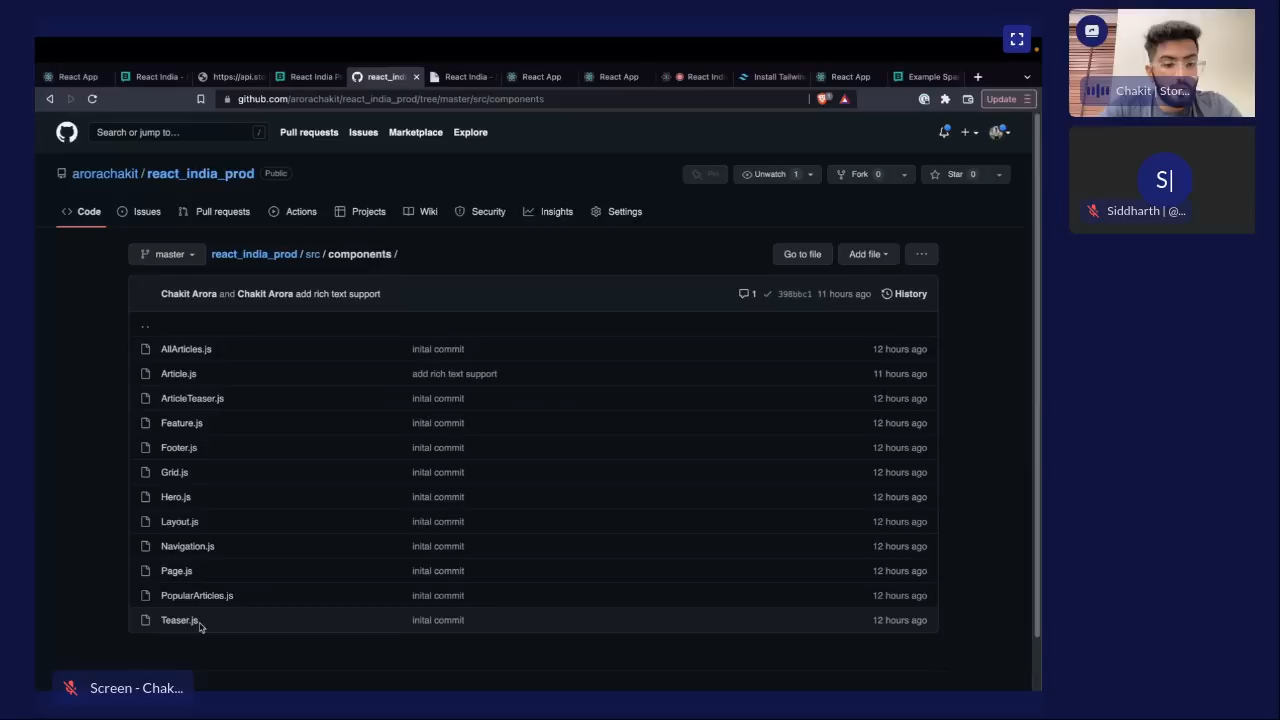 React App
React India -
https://api.sto
React India P
react_indi
React India -
React App
React App
React Indi
Install Tailwin
React App
Example Spa
github.com/arorachakit/react_india_prod/tree/master/src/components
Update
Search or jump to…
/
Pull requests
Issues
Marketplace
Explore
arorachakit / react_india_prod
Public
Pin
Unwatch 1
Fork 0
Star 0
Code
Issues
Pull requests
Actions
Projects
Wiki
Security
Insights
Settings
master
react_india_prod / src / components /
Go to file
Add file
...
Chakit Arora and Chakit Arora add rich text support
1
398bbc1
11 hours ago
History
..
AllArticles.js inital commit 12 hours ago
Article.js add rich text support 11 hours ago
ArticleTeaser.js inital commit 12 hours ago
Feature.js inital commit 12 hours ago
Footer.js inital commit 12 hours ago
Grid.js inital commit 12 hours ago
Hero.js inital commit 12 hours ago
Layout.js inital commit 12 hours ago
Navigation.js inital commit 12 hours ago
Page.js inital commit 12 hours ago
PopularArticles.js inital commit 12 hours ago
Teaser.js inital commit 12 hours ago
Screen - Chak...
Chakit | Stor...
S|
Siddharth | @...